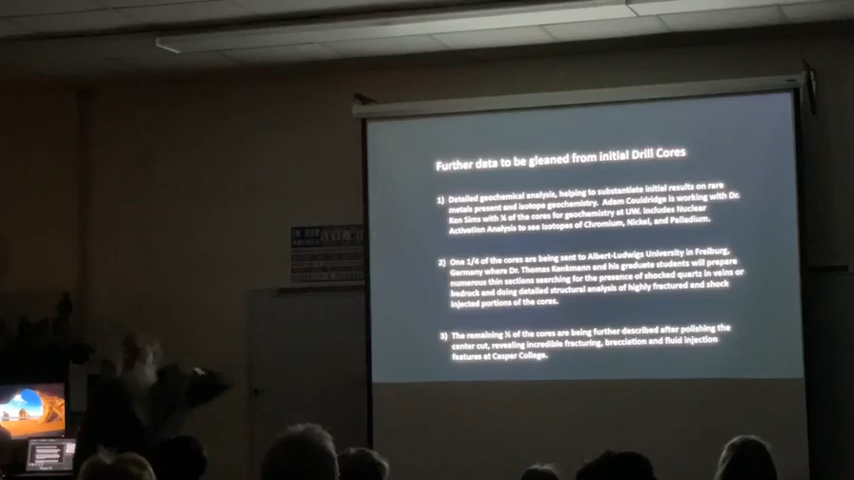 Further data to be gleaned from initial Drill Cores
1) Detailed geochemical analysis, helping to substantiate initial results on rare
metals present and isotope geochemistry. Adam Couldridge is working with Dr.
Ken Sims with ¼ of the cores for geochemistry at UW. Includes Nuclear
Activation Analysis to see Isotopes of Chromium, Nickel, and Palladium.
2) One 1/4 of the cores are being sent to Albert-Ludwigs University in Freiburg,
Germany where Dr. Thomas Kenkmann and his graduate students will prepare
numerous thin sections searching for the presence of shocked quartz in veins or
bedrock and doing detailed structural analysis of highly fractured and shock
injected portions of the cores.
3) The remaining ½ of the cores are being further described after polishing the
center cut, revealing incredible fracturing, brecciation and fluid injection
features at Casper College.